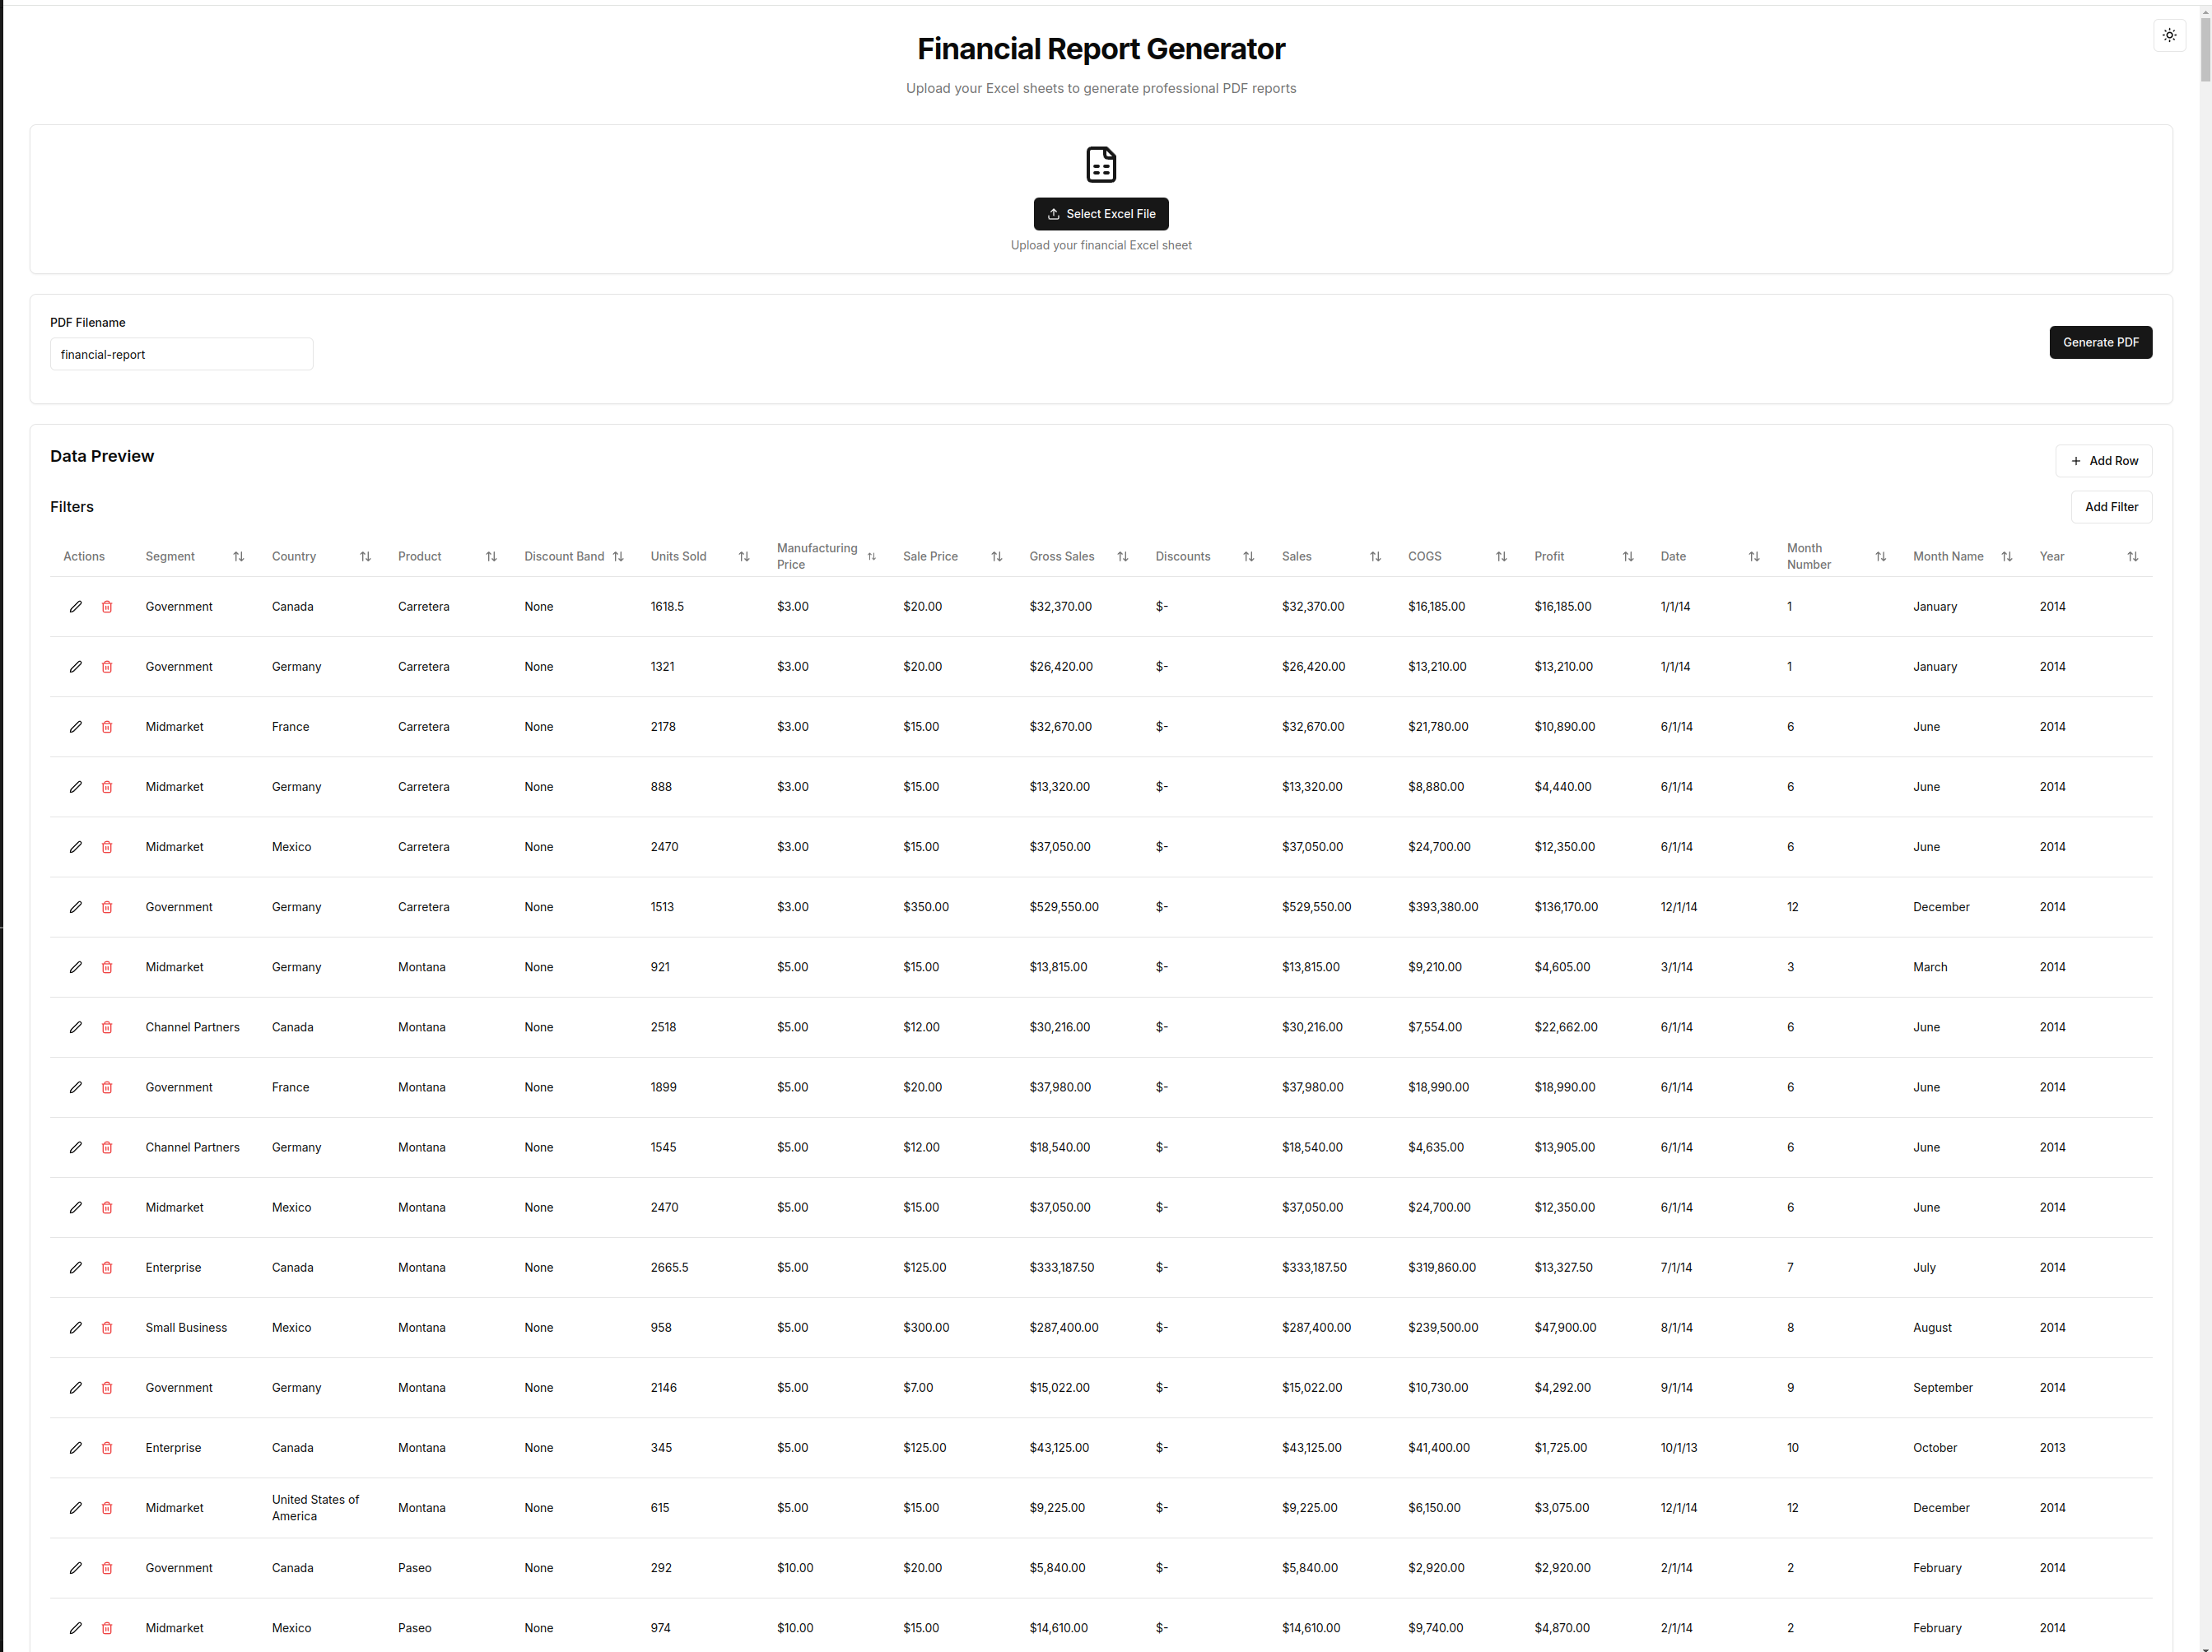 Financial Report Generator
Upload your Excel sheets to generate professional PDF reports
Select Excel File
Upload your financial Excel sheet
PDF Filename
financial-report
Generate PDF
Data Preview
Add Row
Filters
Add Filter
Actions Segment Country Product Discount Band Units Sold Manufacturing Price Sale Price Gross Sales Discounts Sales COGS Profit Date Month Number Month Name Year
Government Canada Carretera None 1618.5 $3.00 $20.00 $32,370.00 $- $32,370.00 $16,185.00 $16,185.00 1/1/14 1 January 2014
Government Germany Carretera None 1321 $3.00 $20.00 $26,420.00 $- $26,420.00 $13,210.00 $13,210.00 1/1/14 1 January 2014
Midmarket France Carretera None 2178 $3.00 $15.00 $32,670.00 $- $32,670.00 $21,780.00 $10,890.00 6/1/14 6 June 2014
Midmarket Germany Carretera None 888 $3.00 $15.00 $13,320.00 $- $13,320.00 $8,880.00 $4,440.00 6/1/14 6 June 2014
Midmarket Mexico Carretera None 2470 $3.00 $15.00 $37,050.00 $- $37,050.00 $24,700.00 $12,350.00 6/1/14 6 June 2014
Government Germany Carretera None 1513 $3.00 $350.00 $529,550.00 $- $529,550.00 $393,380.00 $136,170.00 12/1/14 12 December 2014
Midmarket Germany Montana None 921 $5.00 $15.00 $13,815.00 $- $13,815.00 $9,210.00 $4,605.00 3/1/14 3 March 2014
Channel Partners Canada Montana None 2518 $5.00 $12.00 $30,216.00 $- $30,216.00 $7,554.00 $22,662.00 6/1/14 6 June 2014
Government France Montana None 1899 $5.00 $20.00 $37,980.00 $- $37,980.00 $18,990.00 $18,990.00 6/1/14 6 June 2014
Channel Partners Germany Montana None 1545 $5.00 $12.00 $18,540.00 $- $18,540.00 $4,635.00 $13,905.00 6/1/14 6 June 2014
Midmarket Mexico Montana None 2470 $5.00 $15.00 $37,050.00 $- $37,050.00 $24,700.00 $12,350.00 6/1/14 6 June 2014
Enterprise Canada Montana None 2665.5 $5.00 $125.00 $333,187.50 $- $333,187.50 $319,860.00 $13,327.50 7/1/14 7 July 2014
Small Business Mexico Montana None 958 $5.00 $300.00 $287,400.00 $- $287,400.00 $239,500.00 $47,900.00 8/1/14 8 August 2014
Government Germany Montana None 2146 $5.00 $7.00 $15,022.00 $- $15,022.00 $10,730.00 $4,292.00 9/1/14 9 September 2014
Enterprise Canada Montana None 345 $5.00 $125.00 $43,125.00 $- $43,125.00 $41,400.00 $1,725.00 10/1/13 10 October 2013
Midmarket United States of America Montana None 615 $5.00 $15.00 $9,225.00 $- $9,225.00 $6,150.00 $3,075.00 12/1/14 12 December 2014
Government Canada Paseo None 292 $10.00 $20.00 $5,840.00 $- $5,840.00 $2,920.00 $2,920.00 2/1/14 2 February 2014
Midmarket Mexico Paseo None 974 $10.00 $15.00 $14,610.00 $- $14,610.00 $9,740.00 $4,870.00 2/1/14 2 February 2014